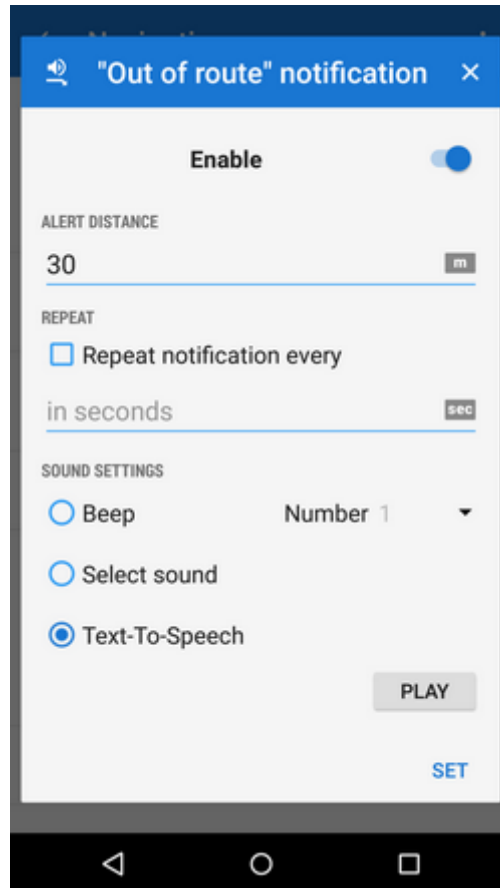 "Out of route" notification
Enable
ALERT DISTANCE
30 m
REPEAT
Repeat notification every
in seconds sec
SOUND SETTINGS
Beep Number 1
Select sound
Text-To-Speech
PLAY
SET